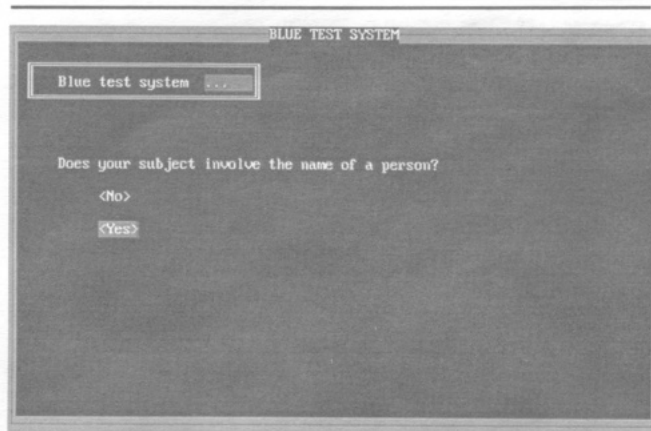 BLUE TEST SYSTEM
Blue test system ...
Does your subject involve the name of a person?
<No>
<Yes>